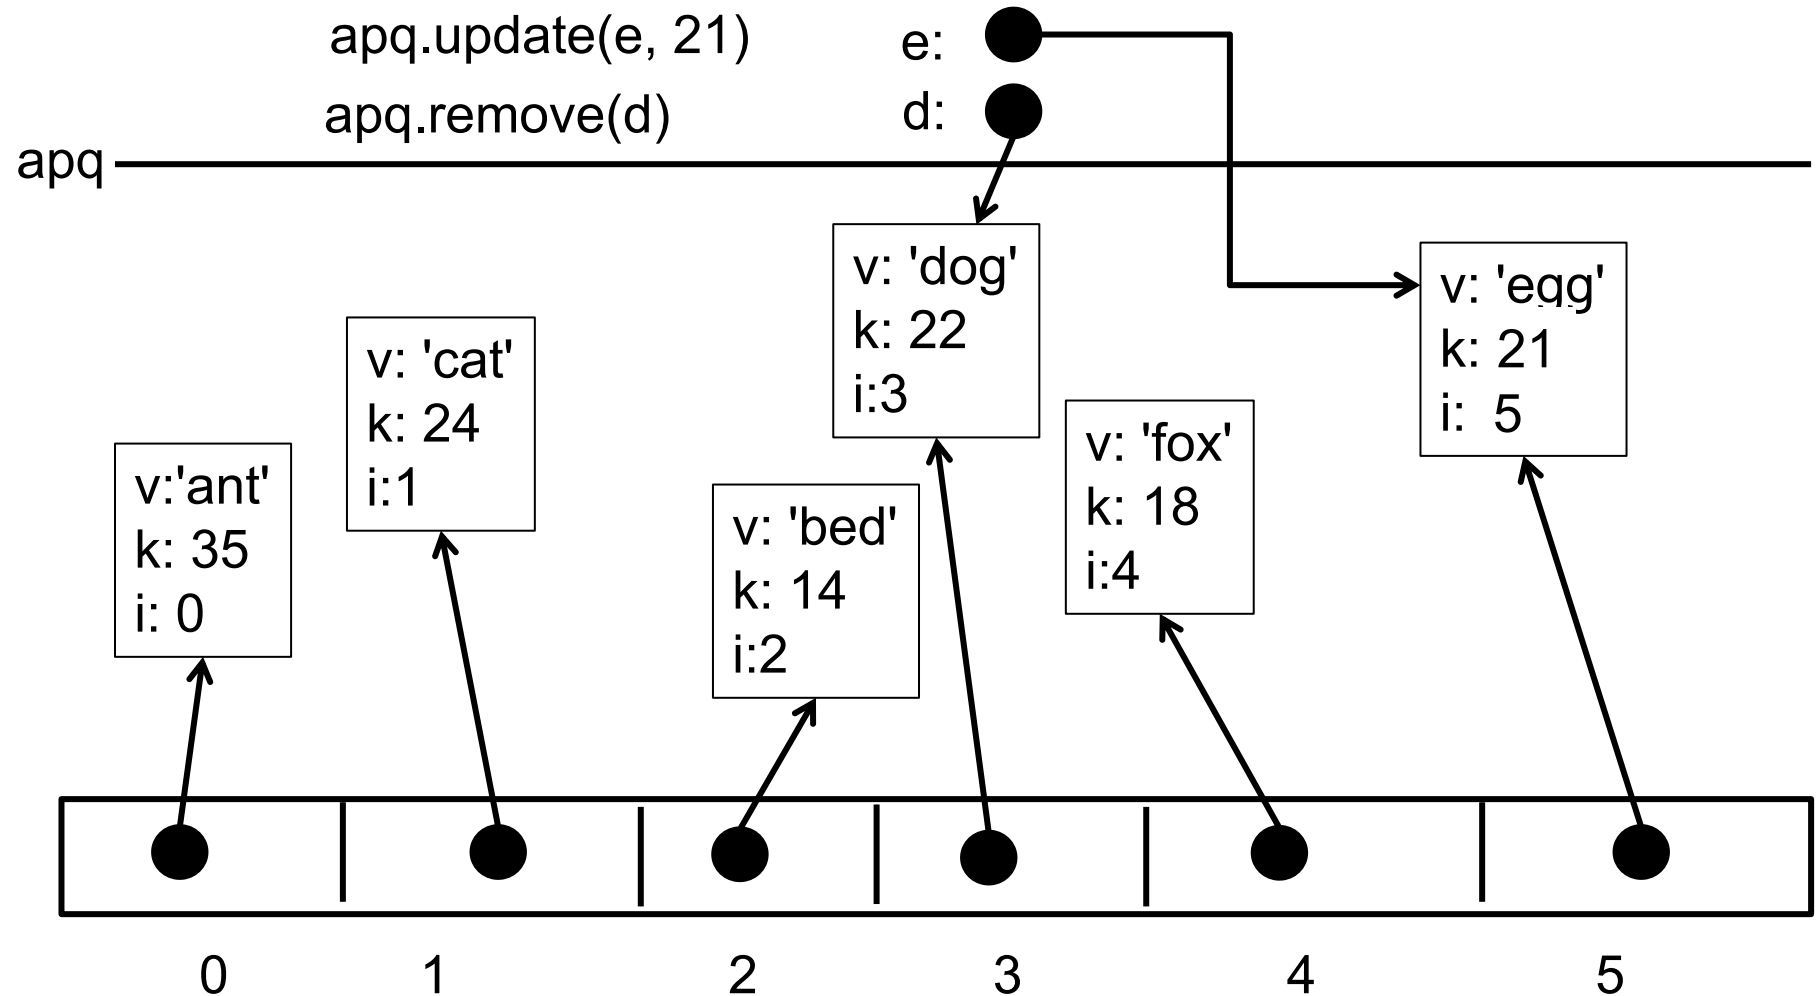 apq.update(e, 21)
e:
apq.remove(d)
d:
apq
v: 'dog'
k: 22
i:3
v: 'egg'
k: 21
i: 5
v: 'cat'
k: 24
i:1
v: 'fox'
k: 18
i:4
v:'ant'
k: 35
i: 0
v: 'bed'
k: 14
i:2
0 1 2 3 4 5